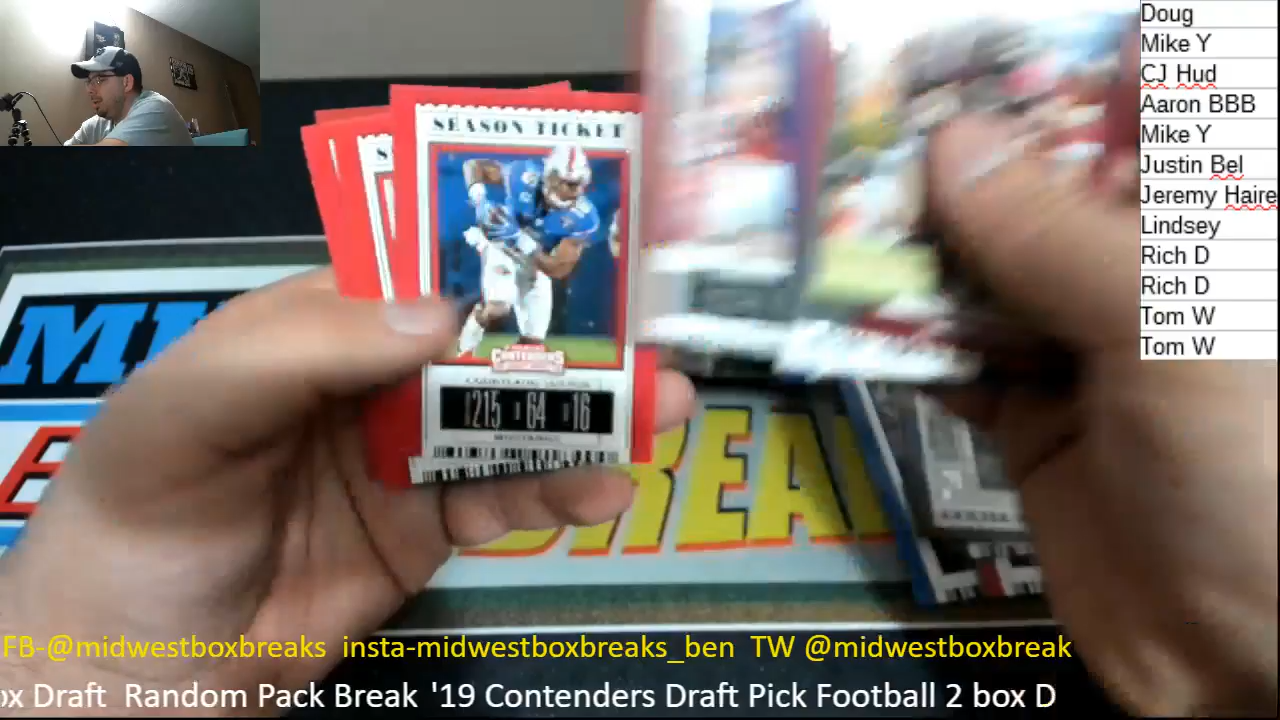 Doug
Mike Y
CJ Hud
Aaron BBB
Mike Y
Justin Bel
Jeremy Haire
Lindsey
Rich D
Rich D
Tom W
Tom W
SEASON TICKET
CONTENDERS
215 64 16
BREAK
FB-@midwestboxbreaks insta-midwestboxbreaks_ben TW @midwestboxbreak
ox Draft Random Pack Break '19 Contenders Draft Pick Football 2 box D